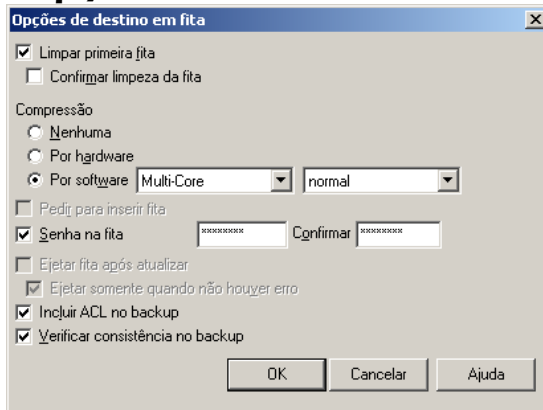 Opções de destino em fita
Limpar primeira fita
Confirmar limpeza da fita
Compressão
Nenhuma
Por hardware
Por software Multi-Core normal
Pedir para inserir fita
Senha na fita ******** Confirmar ********
Ejetar fita após atualizar
Ejetar somente quando não houver erro
Incluir ACL no backup
Verificar consistência no backup
OK Cancelar Ajuda